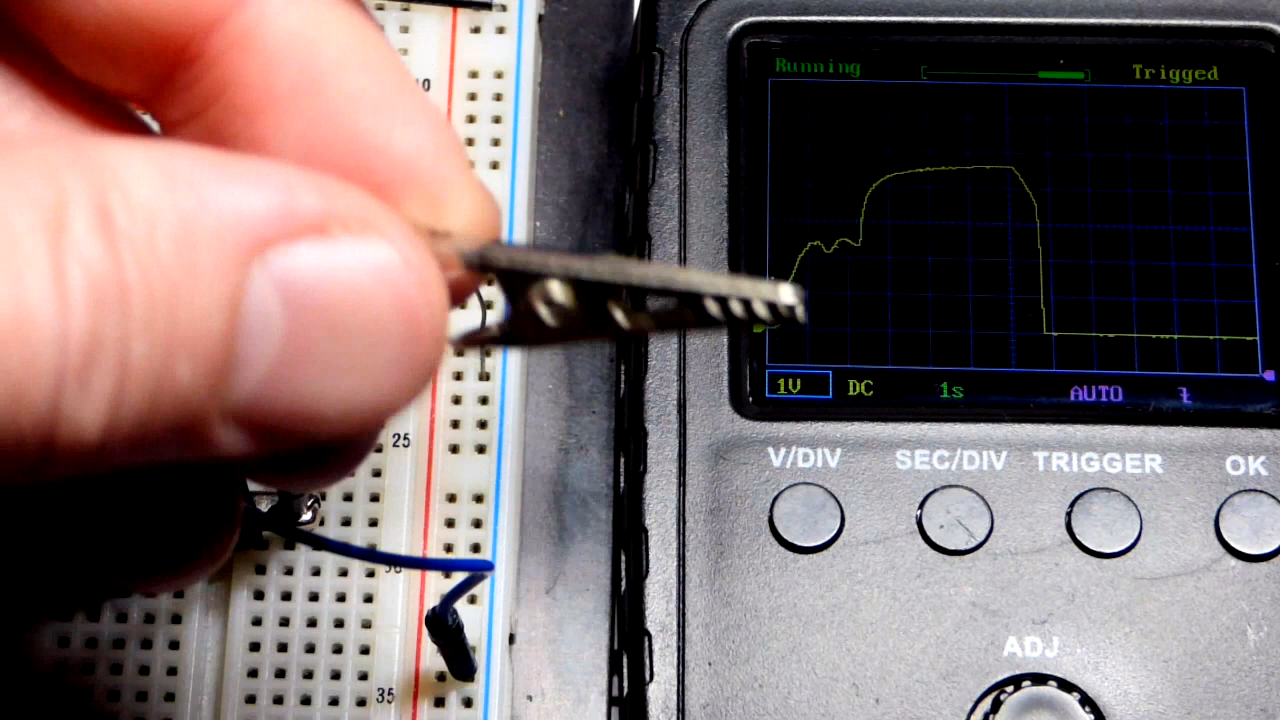 Running Trigged
1V DC 1s AUTO
V/DIV SEC/DIV TRIGGER OK
ADJ
10
25
30
35